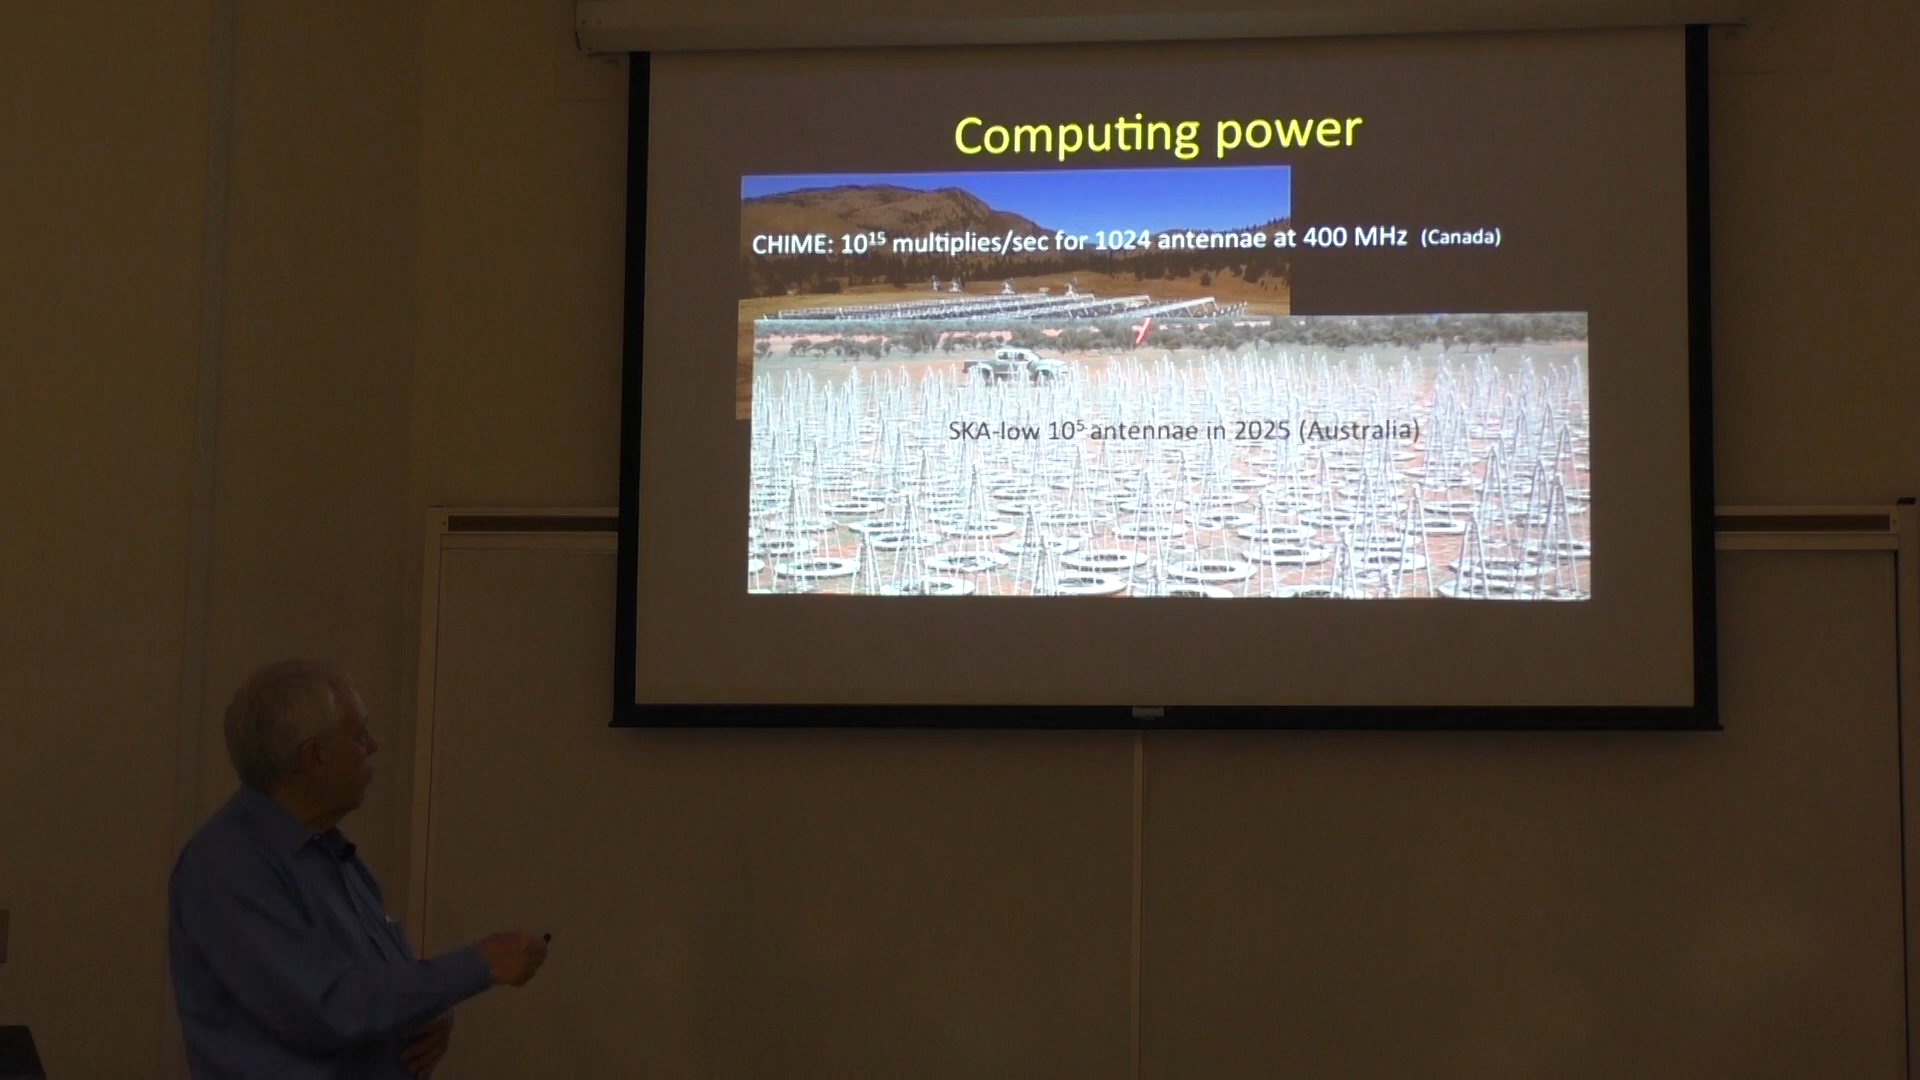 Computing power
CHIME: 10¹⁵ multiplies/sec for 1024 antennae at 400 MHz (Canada)
SKA-low 10⁵ antennae in 2025 (Australia)